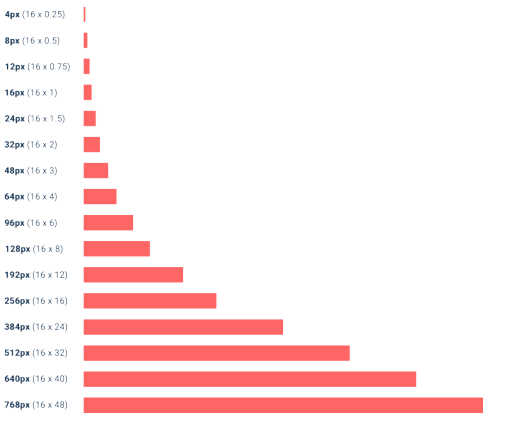 4px (16 x 0.25)
8px (16 x 0.5)
12px (16 x 0.75)
16px (16 x 1)
24px (16 x 1.5)
32px (16 x 2)
48px (16 x 3)
64px (16 x 4)
96px (16 x 6)
128px (16 x 8)
192px (16 x 12)
256px (16 x 16)
384px (16 x 24)
512px (16 x 32)
640px (16 x 40)
768px (16 x 48)